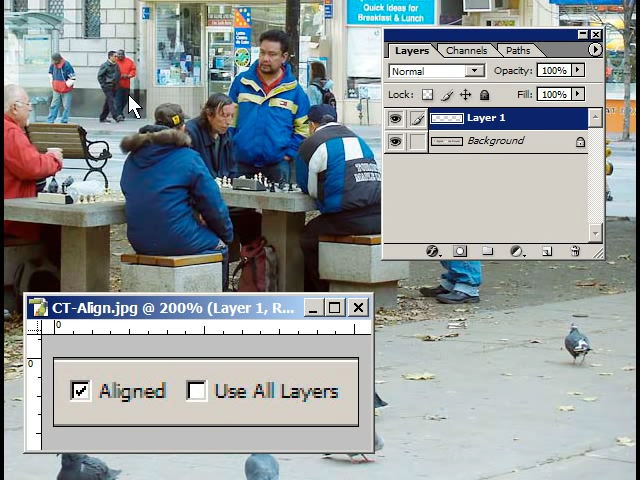 Quick Ideas for
Breakfast & Lunch
Layers
Channels
Paths
Normal
Opacity: 100%
Lock:
Fill: 100%
Layer 1
Background
CT-Align.jpg @ 200% (Layer 1, R...
0
0
Aligned
Use All Layers